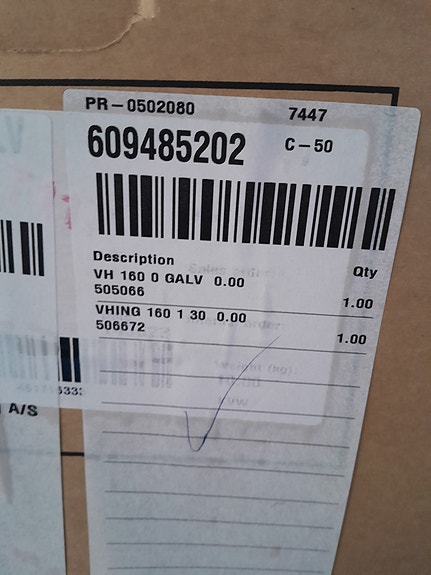 PR-0502080 7447
609485202 C-50
Description Qty
VH 160 0 GALV 0.00
505066 1.00
VHING 160 1 30 0.00
506672 1.00
A/S